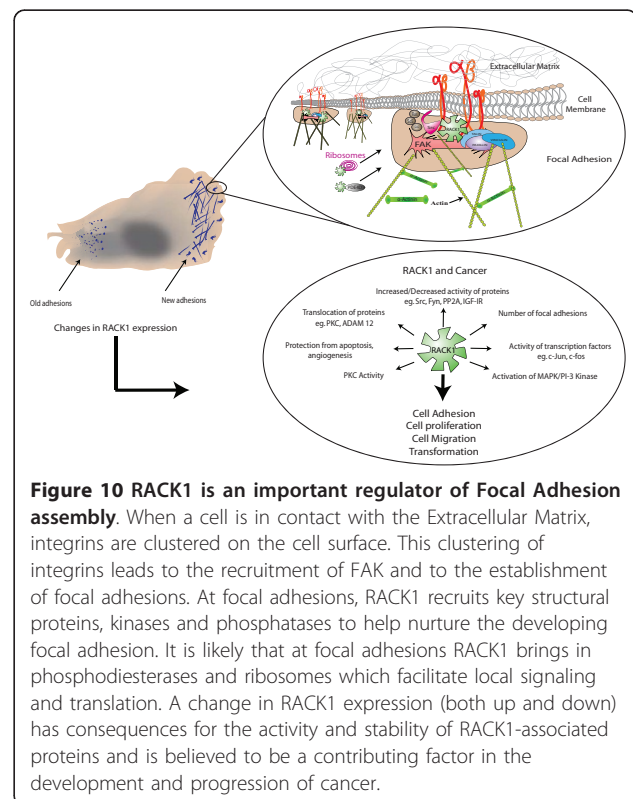 αβ
Extracellular Matrix
Cell
Membrane
RACK1
FAK
Focal Adhesion
Ribosomes
Actin
Old adhesions
New adhesions
Changes in RACK1 expression
RACK1 and Cancer
Increased/Decreased activity of proteins
eg. Src, Fyn, PP2A, IGF-IR
Translocation of proteins
eg. PKC, ADAM 12
Number of focal adhesions
Protection from apoptosis,
angiogenesis
RACK1
Activity of transcription factors
eg. c-Jun, c-fos
PKC Activity
Activation of MAPK/PI-3 Kinase
Cell Adhesion
Cell proliferation
Cell Migration
Transformation
Figure 10 RACK1 is an important regulator of Focal Adhesion
assembly. When a cell is in contact with the Extracellular Matrix,
integrins are clustered on the cell surface. This clustering of
integrins leads to the recruitment of FAK and to the establishment
of focal adhesions. At focal adhesions, RACK1 recruits key structural
proteins, kinases and phosphatases to help nurture the developing
focal adhesion. It is likely that at focal adhesions RACK1 brings in
phosphodiesterases and ribosomes which facilitate local signaling
and translation. A change in RACK1 expression (both up and down)
has consequences for the activity and stability of RACK1-associated
proteins and is believed to be a contributing factor in the
development and progression of cancer.